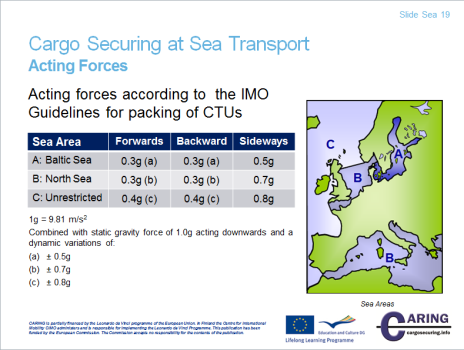 Slide Sea 19
Cargo Securing at Sea Transport
Acting Forces
Acting forces according to the IMO
Guidelines for packing of CTUs
Sea Area Forwards Backward Sideways
A: Baltic Sea 0.3g (a) 0.3g (a) 0.5g
B: North Sea 0.3g (b) 0.3g (b) 0.7g
C: Unrestricted 0.4g (c) 0.4g (c) 0.8g
1g = 9.81 m/s²
Combined with static gravity force of 1.0g acting downwards and a
dynamic variations of:
(a) ± 0.5g
(b) ± 0.7g
(c) ± 0.8g
C
A
B
B
Sea Areas
CARING is partially financed by the Leonardo da Vinci programme of the European Union. In Finland the Centre for International
Mobility CIMO administers and is responsible for implementing the Leonardo da Vinci Programme. This publication has been
funded by the European Commission. The Commission accepts no responsibility for the contents of the publication.
Education and Culture DG
Lifelong Learning Programme
CARING
cargosecuring.info